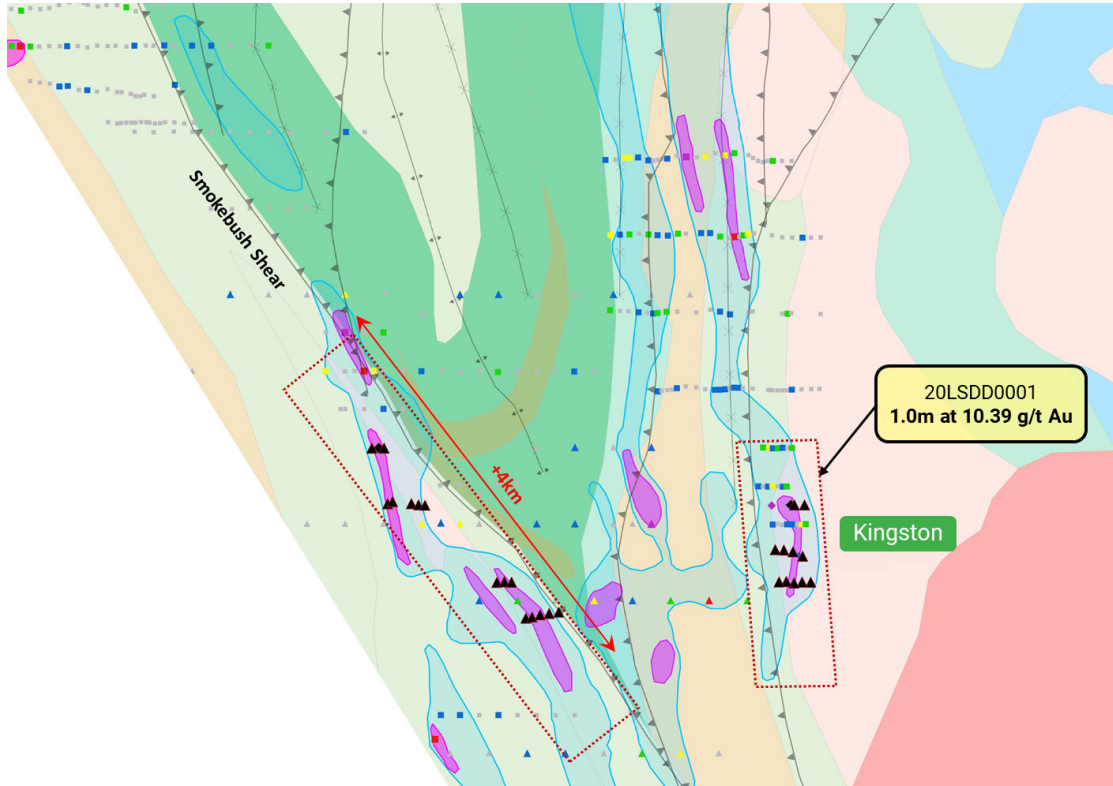 Smokebush Shear
+4km
20LSDD0001
1.0m at 10.39 g/t Au
Kingston